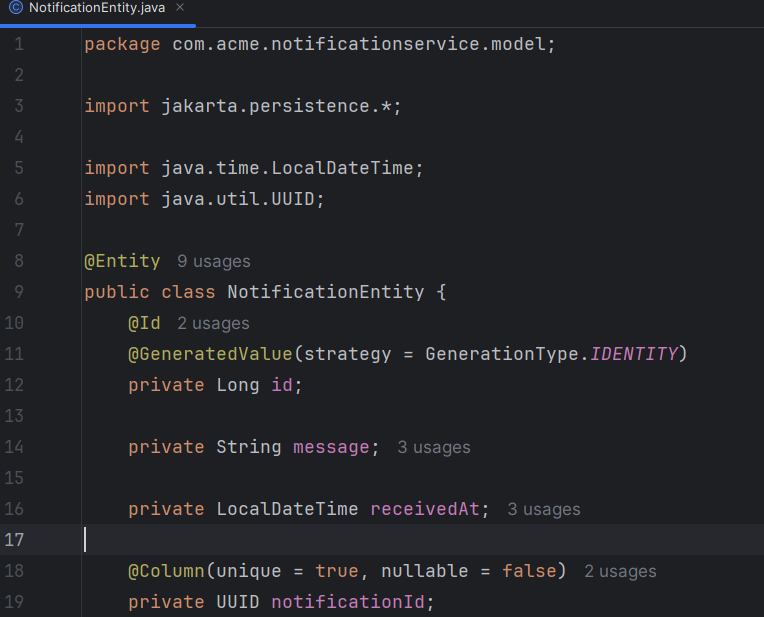 NotificationEntity.java
1 package com.acme.notificationservice.model;
2
3 import jakarta.persistence.*;
4
5 import java.time.LocalDateTime;
6 import java.util.UUID;
7
8 @Entity 9 usages
9 public class NotificationEntity {
10 @Id 2 usages
11 @GeneratedValue(strategy = GenerationType.IDENTITY)
12 private Long id;
13
14 private String message; 3 usages
15
16 private LocalDateTime receivedAt; 3 usages
17
18 @Column(unique = true, nullable = false) 2 usages
19 private UUID notificationId;